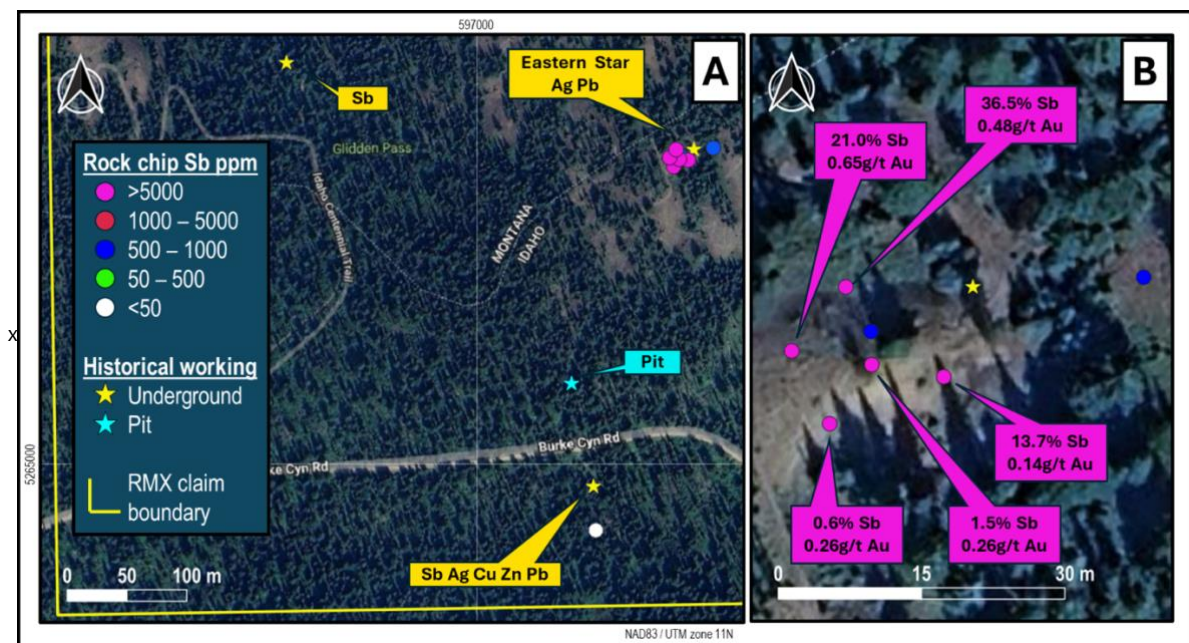 597000
A
B
Sb
Eastern Star
Ag Pb
36.5% Sb
0.48g/t Au
21.0% Sb
0.65g/t Au
Glidden Pass
Rock chip Sb ppm
>5000
1000 – 5000
500 – 1000
50 – 500
<50
Idaho Centennial Trail
MONTANA
IDAHO
x
Historical working
Underground
Pit
Pit
Burke Cyn Rd
ke Cyn Rd
5265000
RMX claim
boundary
13.7% Sb
0.14g/t Au
0.6% Sb
0.26g/t Au
1.5% Sb
0.26g/t Au
Sb Ag Cu Zn Pb
0 50 100 m
0 15 30 m
NAD83 / UTM zone 11N